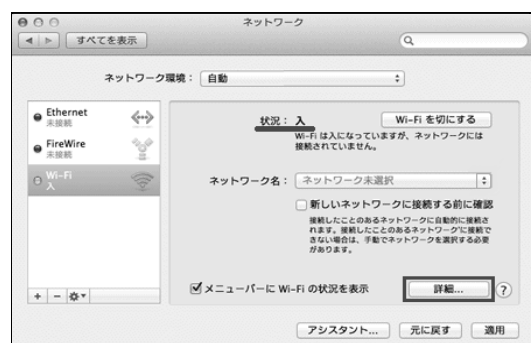 ネットワーク
すべてを表示
ネットワーク環境： 自動
Ethernet
未接続
FireWire
未接続
Wi-Fi
入
状況： 入
Wi-Fi を切にする
Wi-Fi は入になっていますが、ネットワークには
接続されていません。
ネットワーク名： ネットワーク未選択
新しいネットワークに接続する前に確認
接続したことのあるネットワークに自動的に接続さ
れます。接続したことのあるネットワークに接続で
きない場合は、手動でネットワークを選択する必要
があります。
メニューバーに Wi-Fi の状況を表示
詳細...
?
+ −
アシスタント...
元に戻す
適用